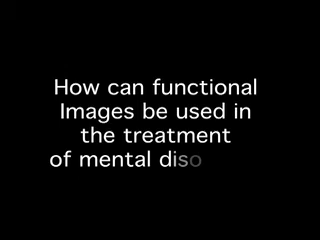 How can functional
Images be used in
the treatment
of mental diso